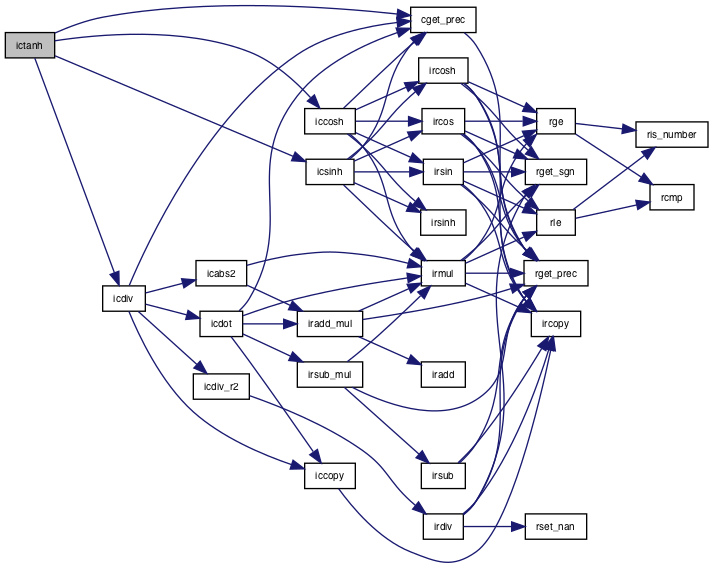 ictanh
cget_prec
ircosh
iccosh
ircos
rge
ris_number
icsinh
irsin
rget_sgn
rcmp
irsinh
rle
icabs2
irmul
rget_prec
icdiv
icdot
iradd_mul
ircopy
irsub_mul
iradd
icdiv_r2
iccopy
irsub
irdiv
rset_nan